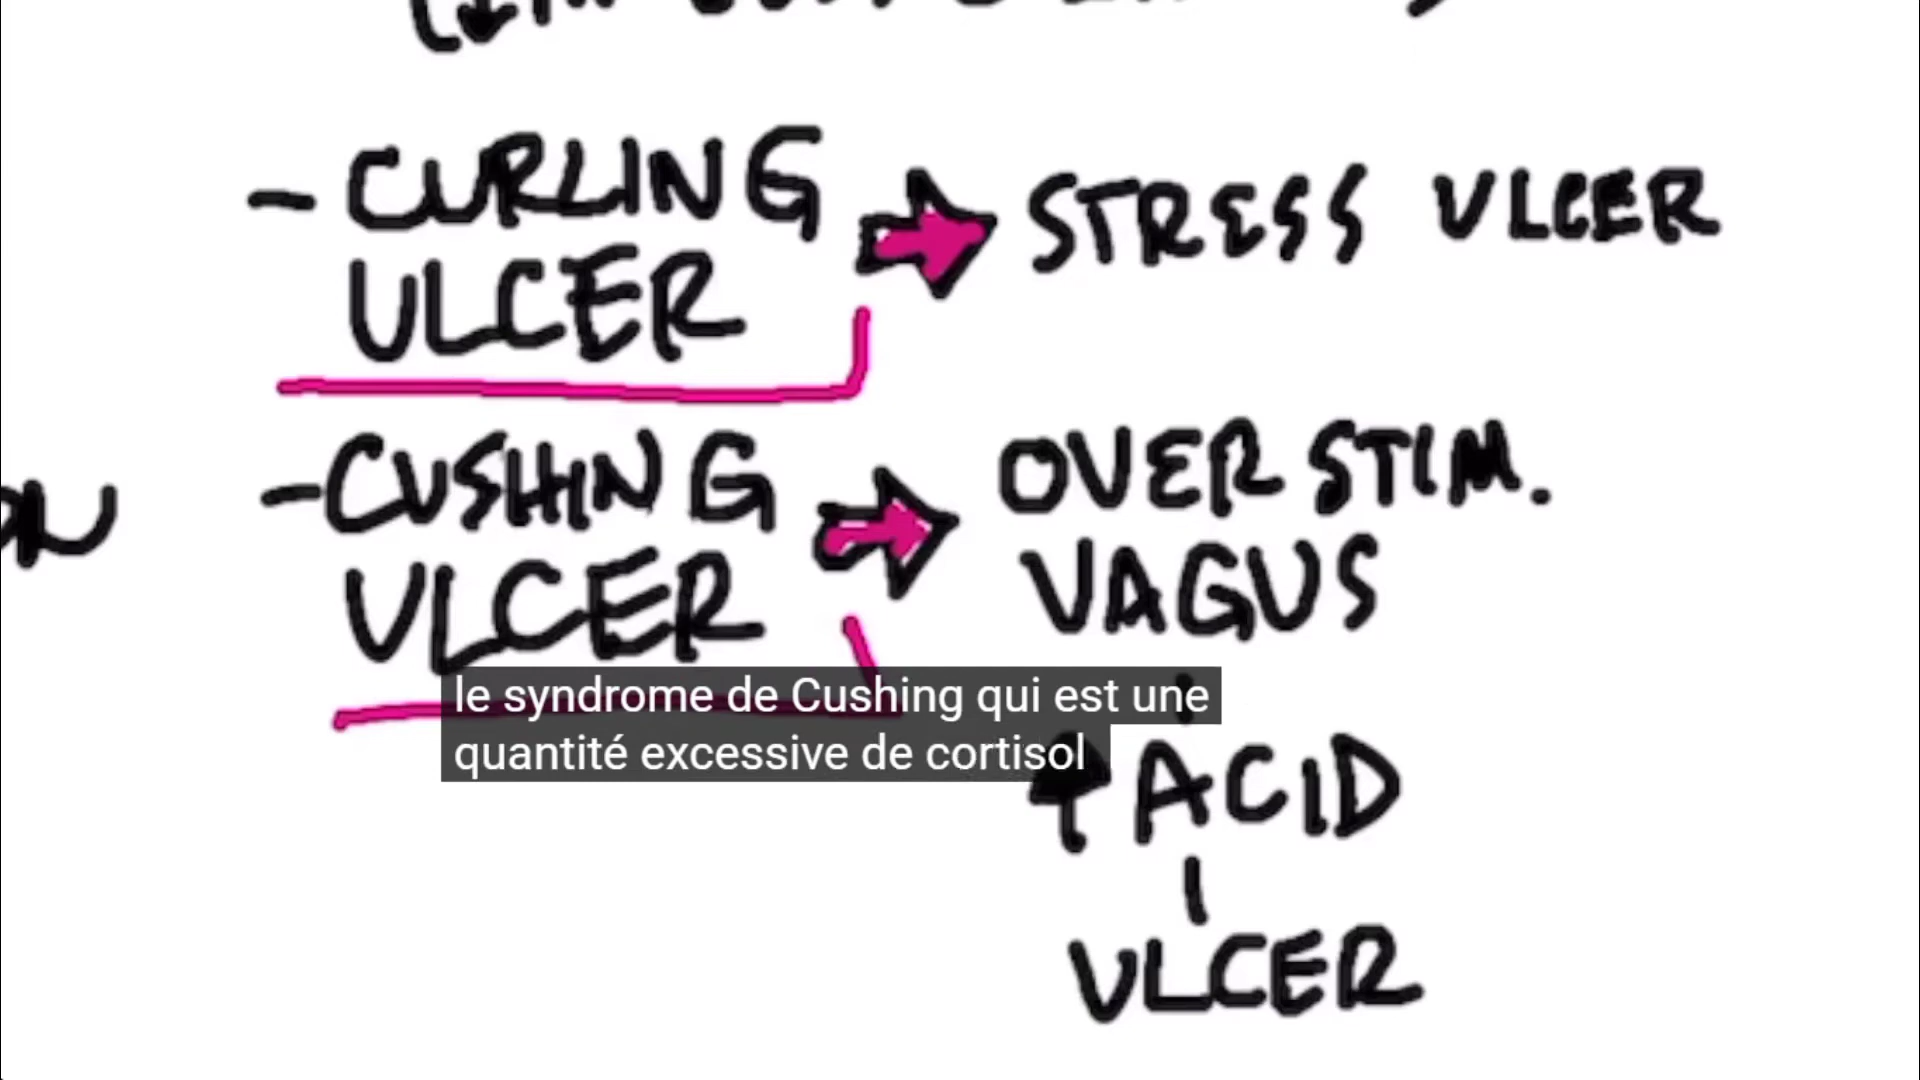 - CURLING
ULCER
STRESS ULCER
- CUSHING
ULCER
OVER STIM.
VAGUS
↑ ACID
ULCER
le syndrome de Cushing qui est une
quantité excessive de cortisol